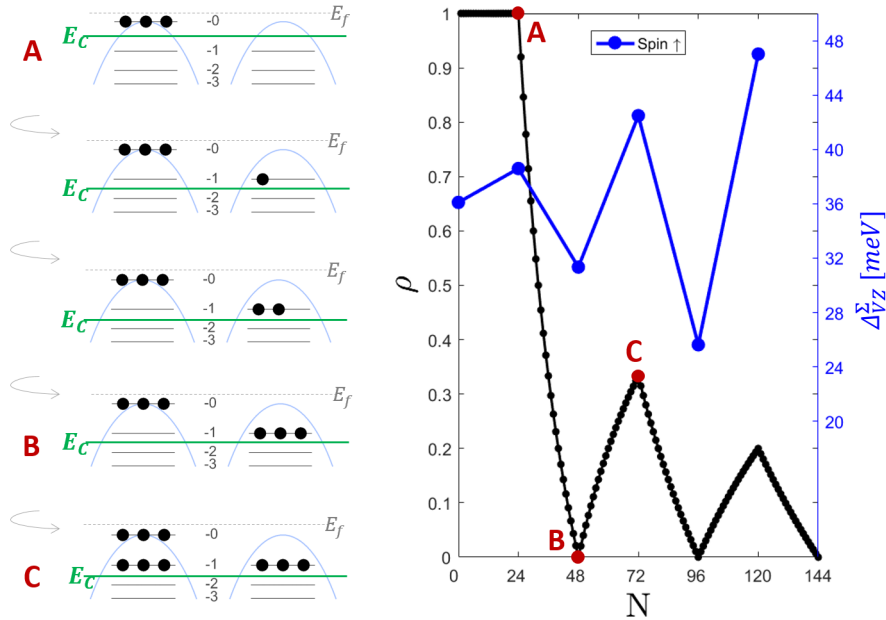 A
E_f
E_C
-0
-1
-2
-3
E_f
E_C
-0
-1
-2
-3
E_f
E_C
-0
-1
-2
-3
B
E_f
E_C
-0
-1
-2
-3
C
E_f
E_C
-0
-1
-2
-3
Spin ↑
A
B
C
ρ
1
0.9
0.8
0.7
0.6
0.5
0.4
0.3
0.2
0.1
0
0 24 48 72 96 120 144
N
48
44
40
36
32
28
24
20
Δ^Σ_VZ [meV]